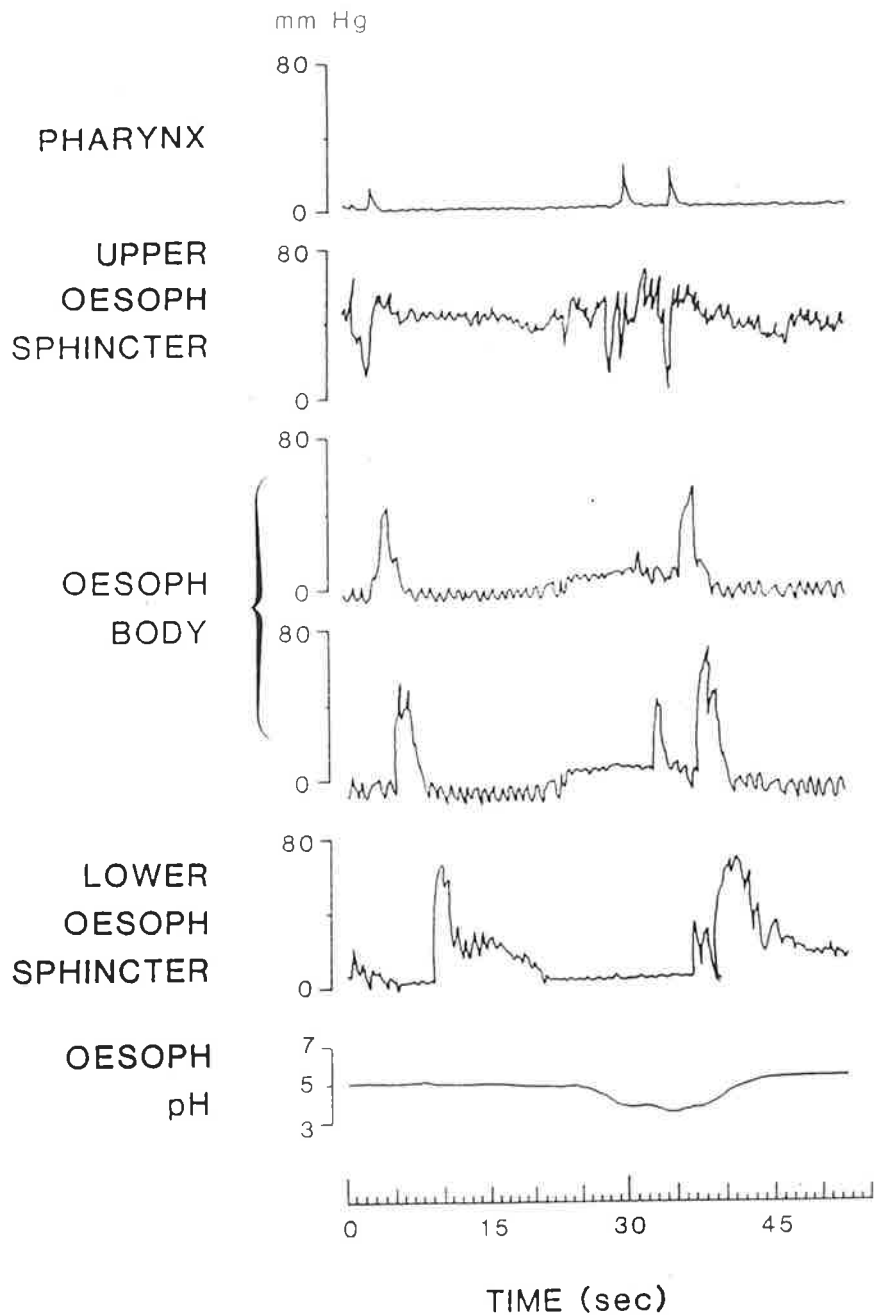 mm Hg
80
PHARYNX
0
UPPER
80
OESOPH
SPHINCTER
0
80
OESOPH
0
BODY
80
0
80
LOWER
OESOPH
SPHINCTER
0
OESOPH
7
5
pH
3
0 15 30 45
TIME (sec)